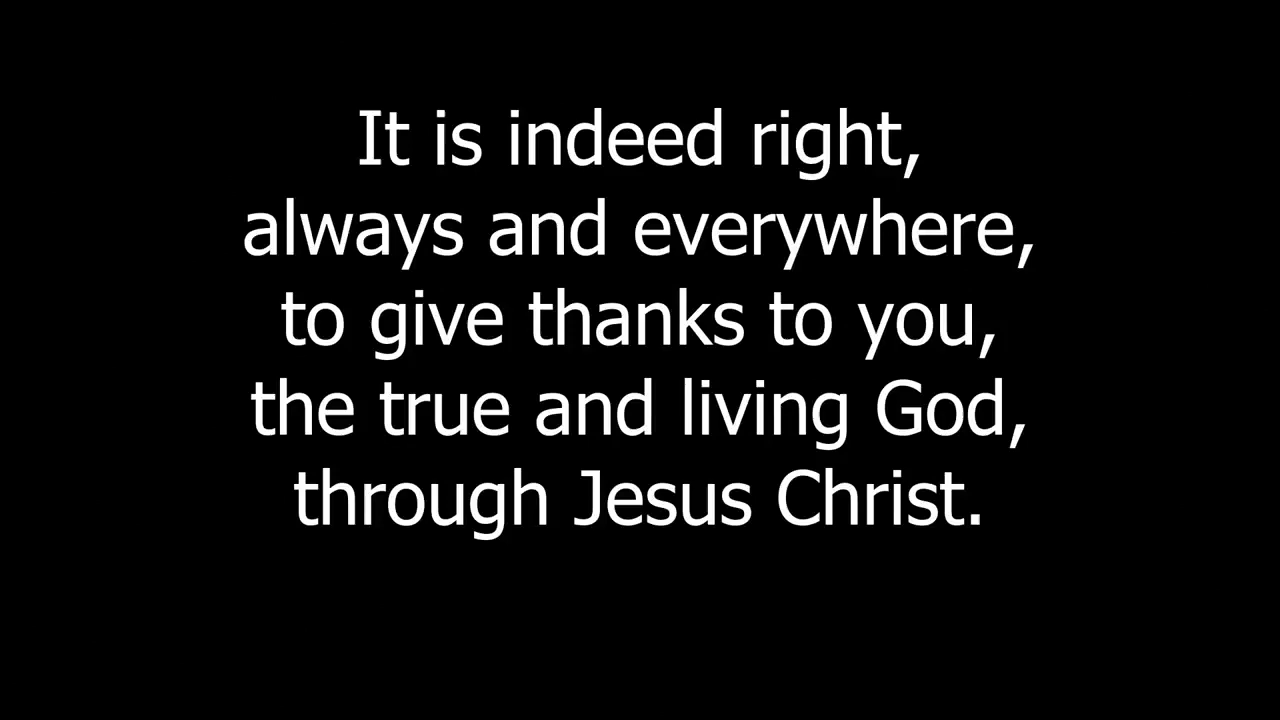 It is indeed right,
always and everywhere,
to give thanks to you,
the true and living God,
through Jesus Christ.